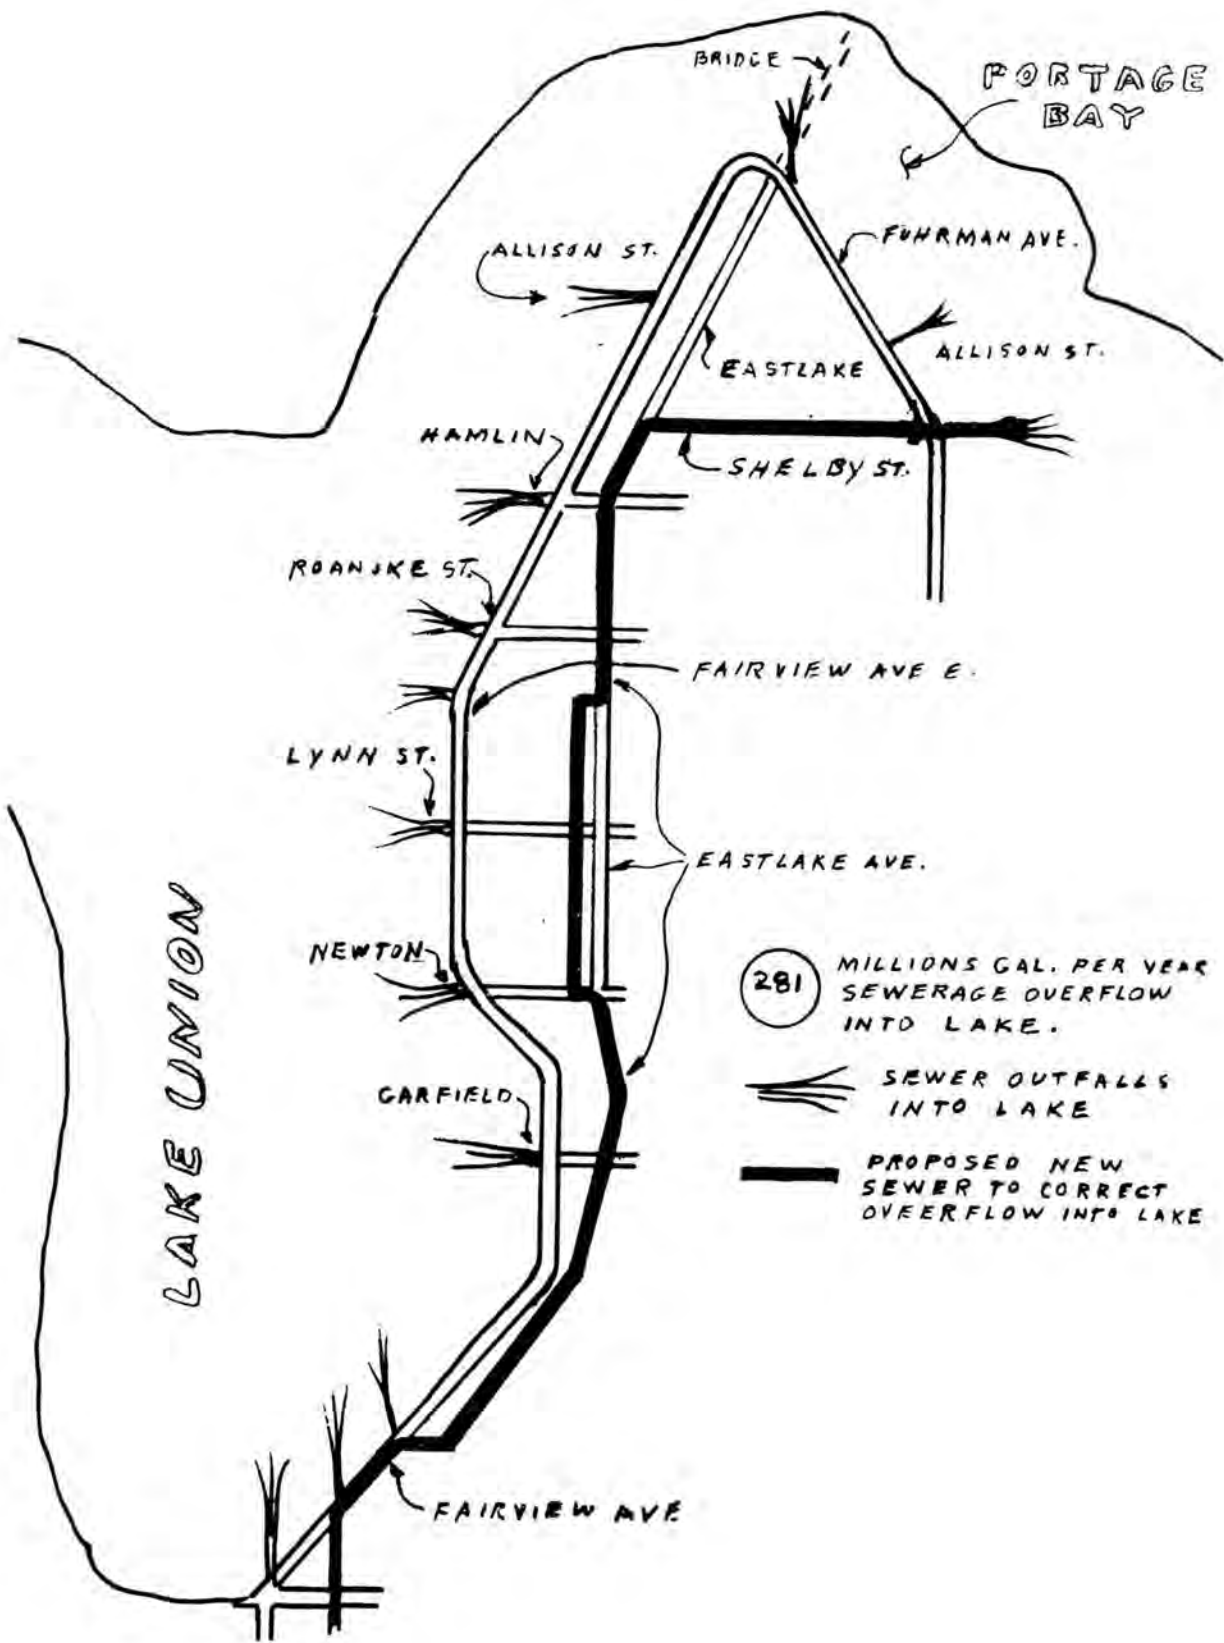 BRIDGE
PORTAGE
BAY
ALLISON ST.
FUHRMAN AVE.
EASTLAKE
ALLISON ST.
HAMLIN
SHELBY ST.
ROANOKE ST.
FAIRVIEW AVE E.
LYNN ST.
EASTLAKE AVE.
LAKE UNION
NEWTON
281
MILLIONS GAL. PER YEAR
SEWERAGE OVERFLOW
INTO LAKE.
GARFIELD
SEWER OUTFALLS
INTO LAKE
PROPOSED NEW
SEWER TO CORRECT
OVEERFLOW INTO LAKE
FAIRVIEW AVE